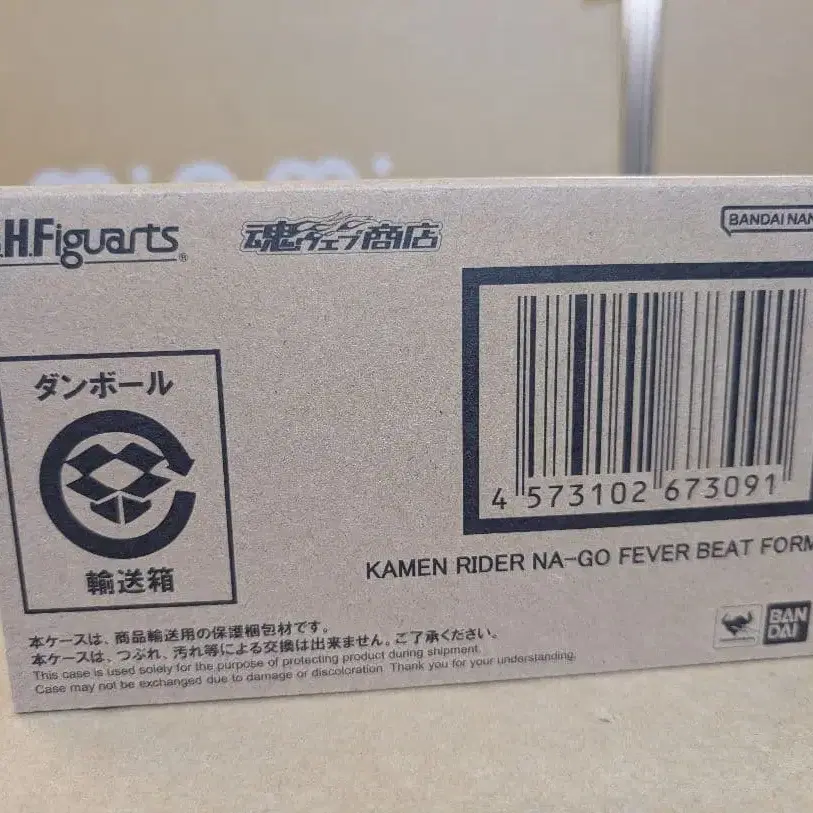 .H.Figuarts®
魂ウェブ商店
BANDAI NAM
ダンボール
輸送箱
4 573102 673091
KAMEN RIDER NA-GO FEVER BEAT FORM
本ケースは、商品輸送用の保護梱包材です。
本ケースは、つぶれ、汚れ等による交換は出来ません。ご了承ください。
This case is used solely for the purpose of protecting product during shipment.
Case may not be exchanged due to damage or discoloration. Thank you for your understanding.
BAN
DAI